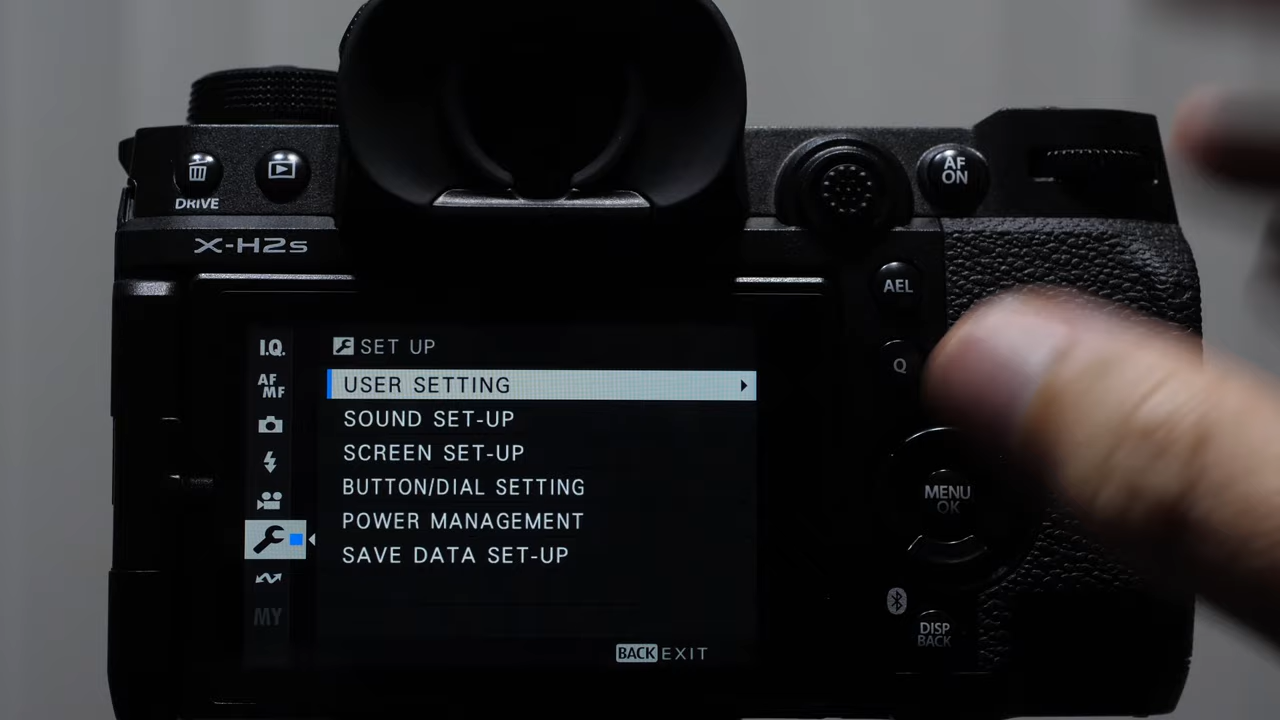 DRIVE
AF
ON
X-H2s
AEL
Q
I.Q.
SET UP
AF
MF
USER SETTING
SOUND SET-UP
SCREEN SET-UP
BUTTON/DIAL SETTING
POWER MANAGEMENT
SAVE DATA SET-UP
MY
BACK EXIT
MENU
OK
DISP
BACK